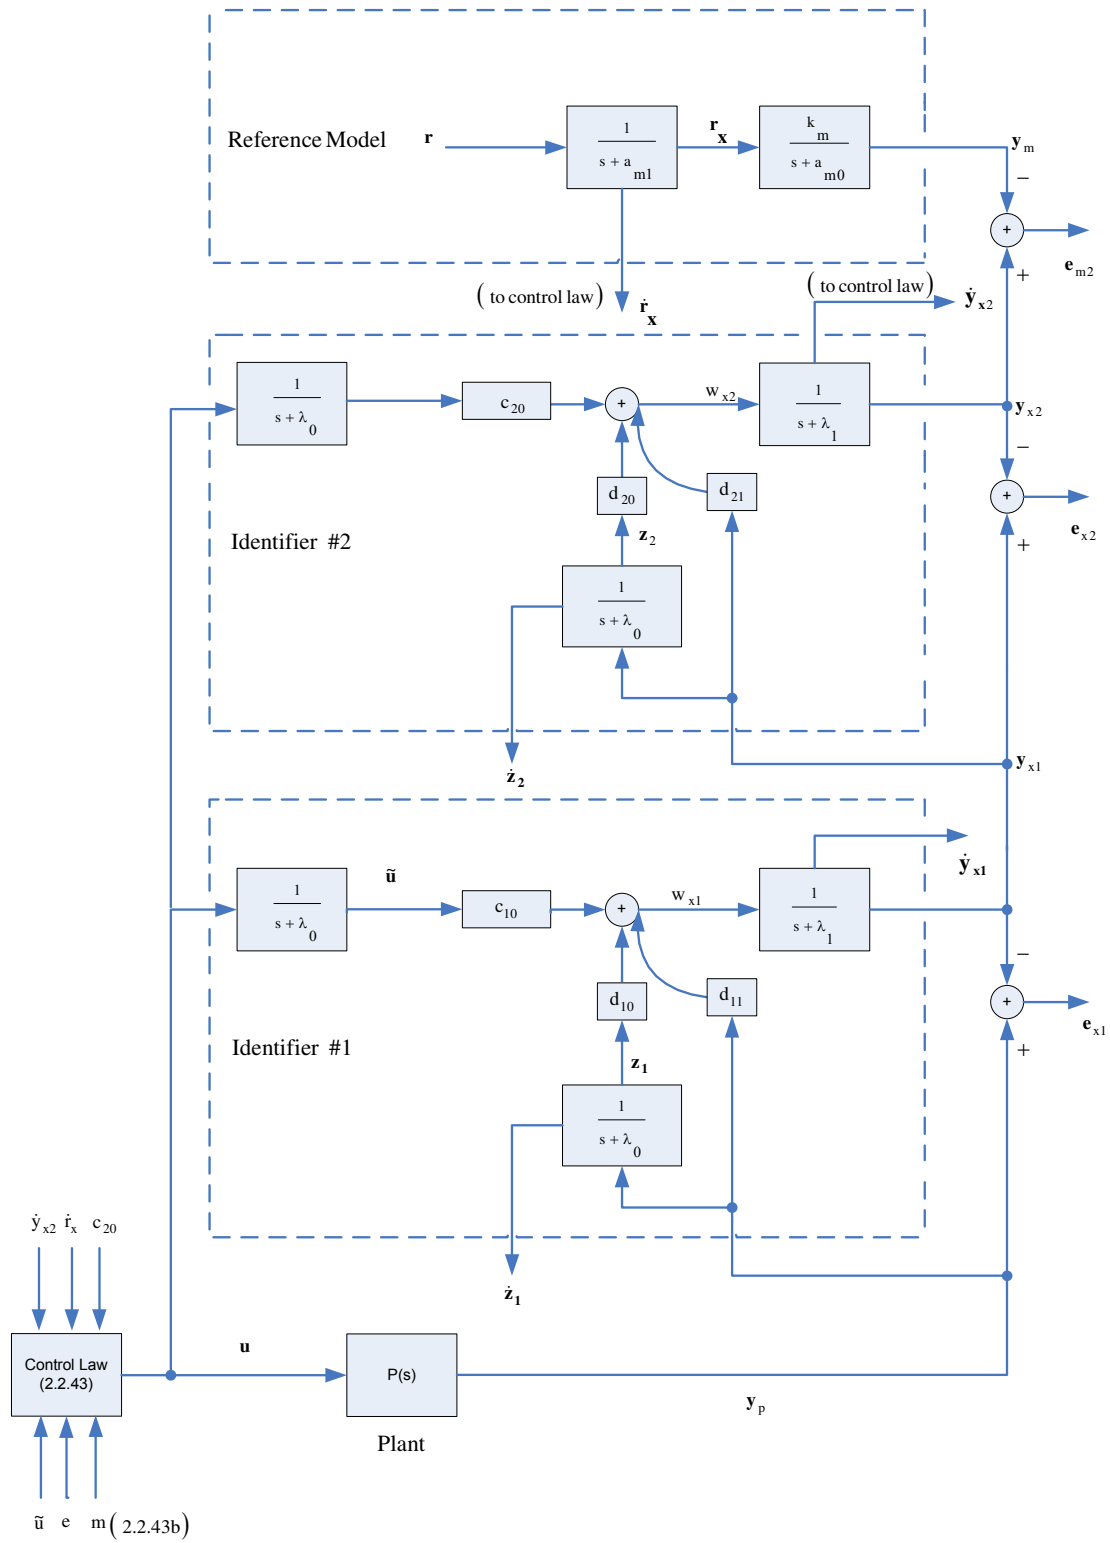 Reference Model
r
1
s + a m1
r x
k m
s + a m0
y m
−
+
e m2
+
( to control law )
ṙ x
( to control law )
ẏ x2
1
s + λ 0
c 20
+
w x2
1
s + λ 1
y x2
−
d 20
d 21
+
e x2
+
z 2
Identifier #2
1
s + λ 0
ż 2
y x1
ẏ x1
1
s + λ 0
ũ
c 10
+
w x1
1
s + λ 1
−
d 10
d 11
+
e x1
+
Identifier #1
z 1
1
s + λ 0
ż 1
ẏ x2 ṙ x c 20
Control Law
(2.2.43)
u
P(s)
y p
Plant
ũ e m ( 2.2.43b )